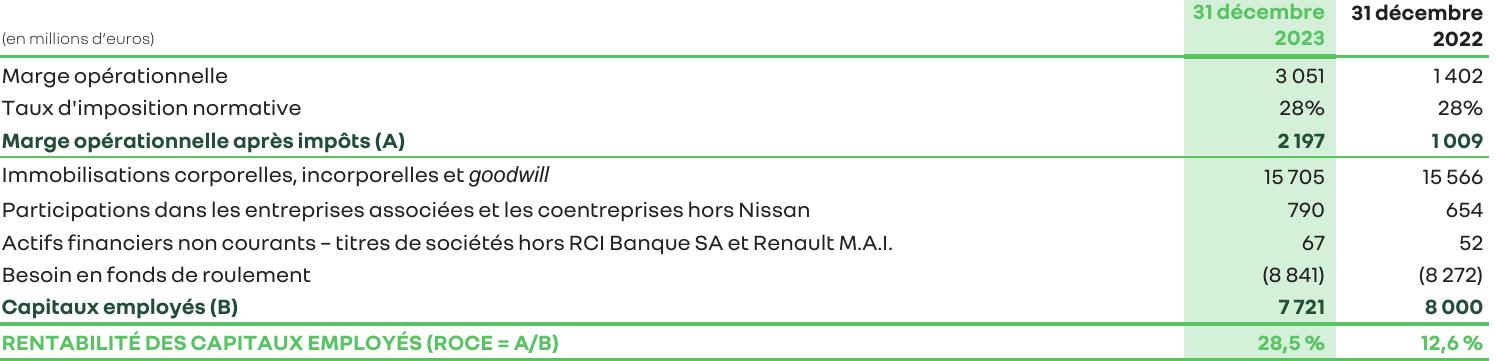 31 décembre 31 décembre
(en millions d’euros) 2023 2022
Marge opérationnelle 3 051 1 402
Taux d'imposition normative 28% 28%
Marge opérationnelle après impôts (A) 2 197 1 009
Immobilisations corporelles, incorporelles et goodwill 15 705 15 566
Participations dans les entreprises associées et les coentreprises hors Nissan 790 654
Actifs financiers non courants – titres de sociétés hors RCI Banque SA et Renault M.A.I. 67 52
Besoin en fonds de roulement (8 841) (8 272)
Capitaux employés (B) 7 721 8 000
RENTABILITÉ DES CAPITAUX EMPLOYÉS (ROCE = A/B) 28,5 % 12,6 %